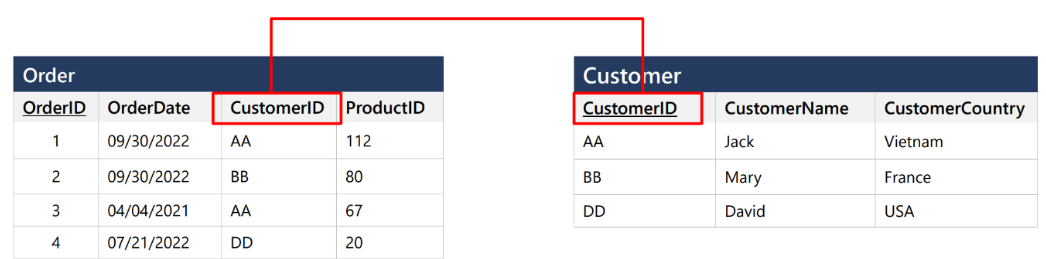 Order
OrderID OrderDate CustomerID ProductID
1 09/30/2022 AA 112
2 09/30/2022 BB 80
3 04/04/2021 AA 67
4 07/21/2022 DD 20
Customer
CustomerID CustomerName CustomerCountry
AA Jack Vietnam
BB Mary France
DD David USA